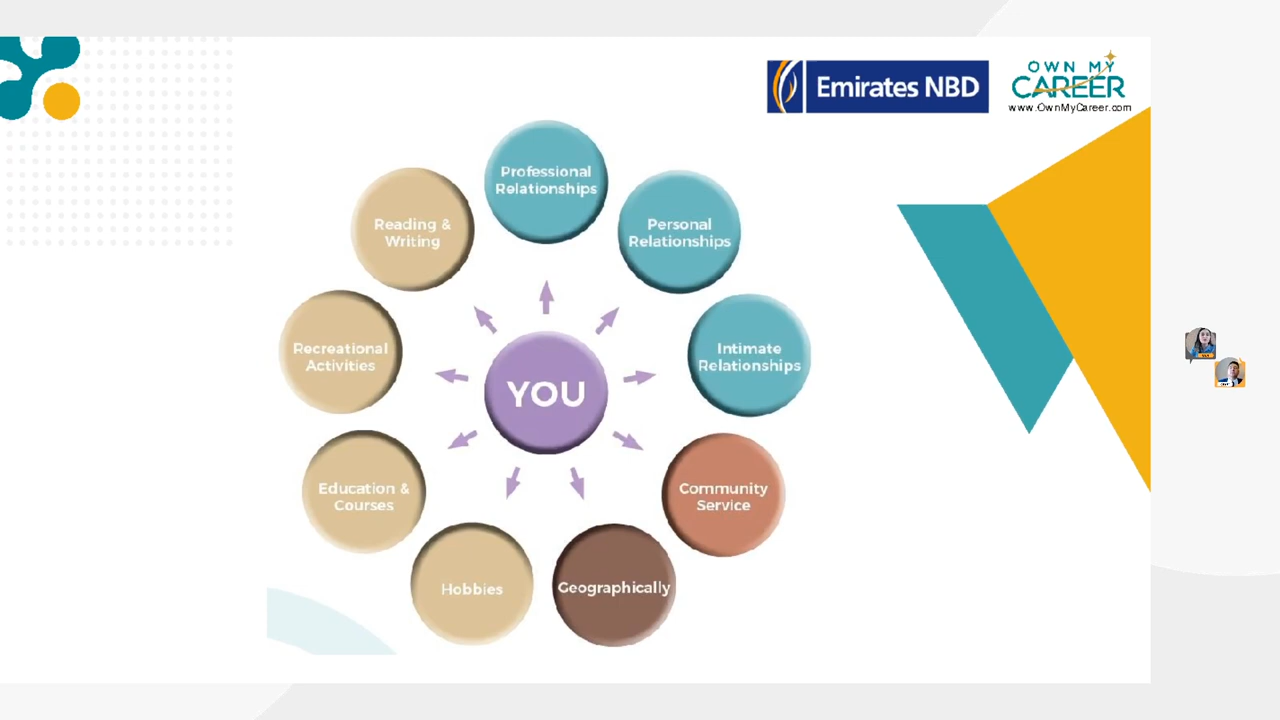 Emirates NBD
OWN MY
CAREER
www.OwnMyCareer.com
Professional
Relationships
Personal
Relationships
Intimate
Relationships
Community
Service
Geographically
Hobbies
Education &
Courses
Recreational
Activities
Reading &
Writing
YOU